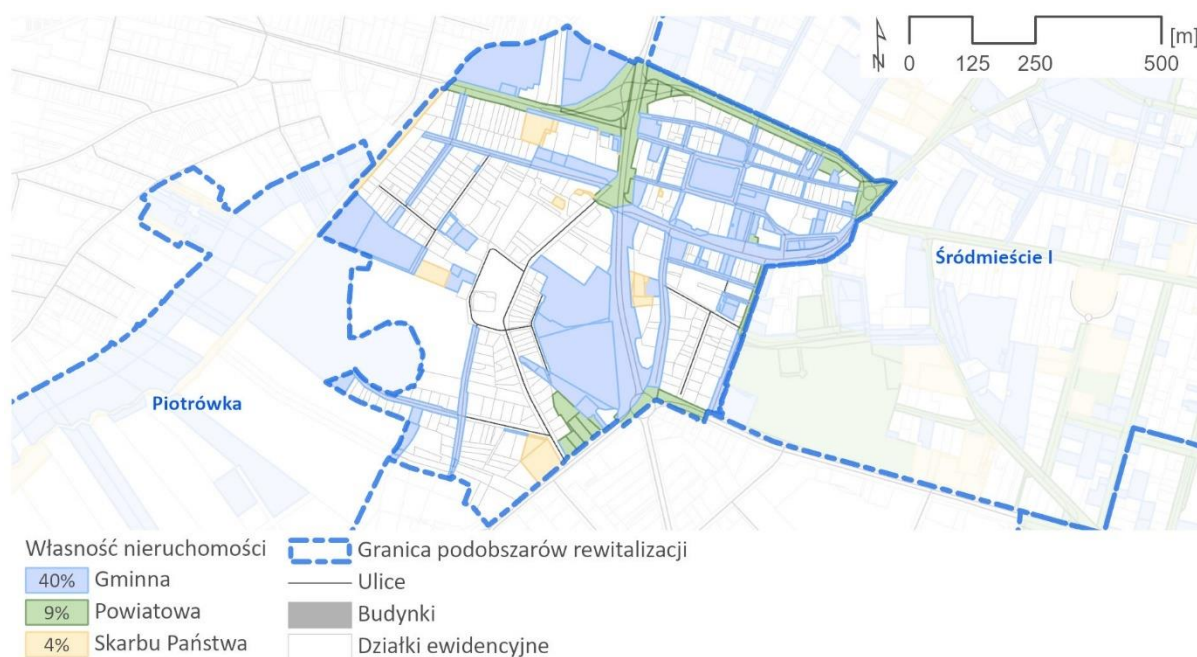 N
[m]
0 125 250 500
Śródmieście I
Piotrówka
Własność nieruchomości
40% Gminna
9% Powiatowa
4% Skarbu Państwa
Granica podobszarów rewitalizacji
Ulice
Budynki
Działki ewidencyjne